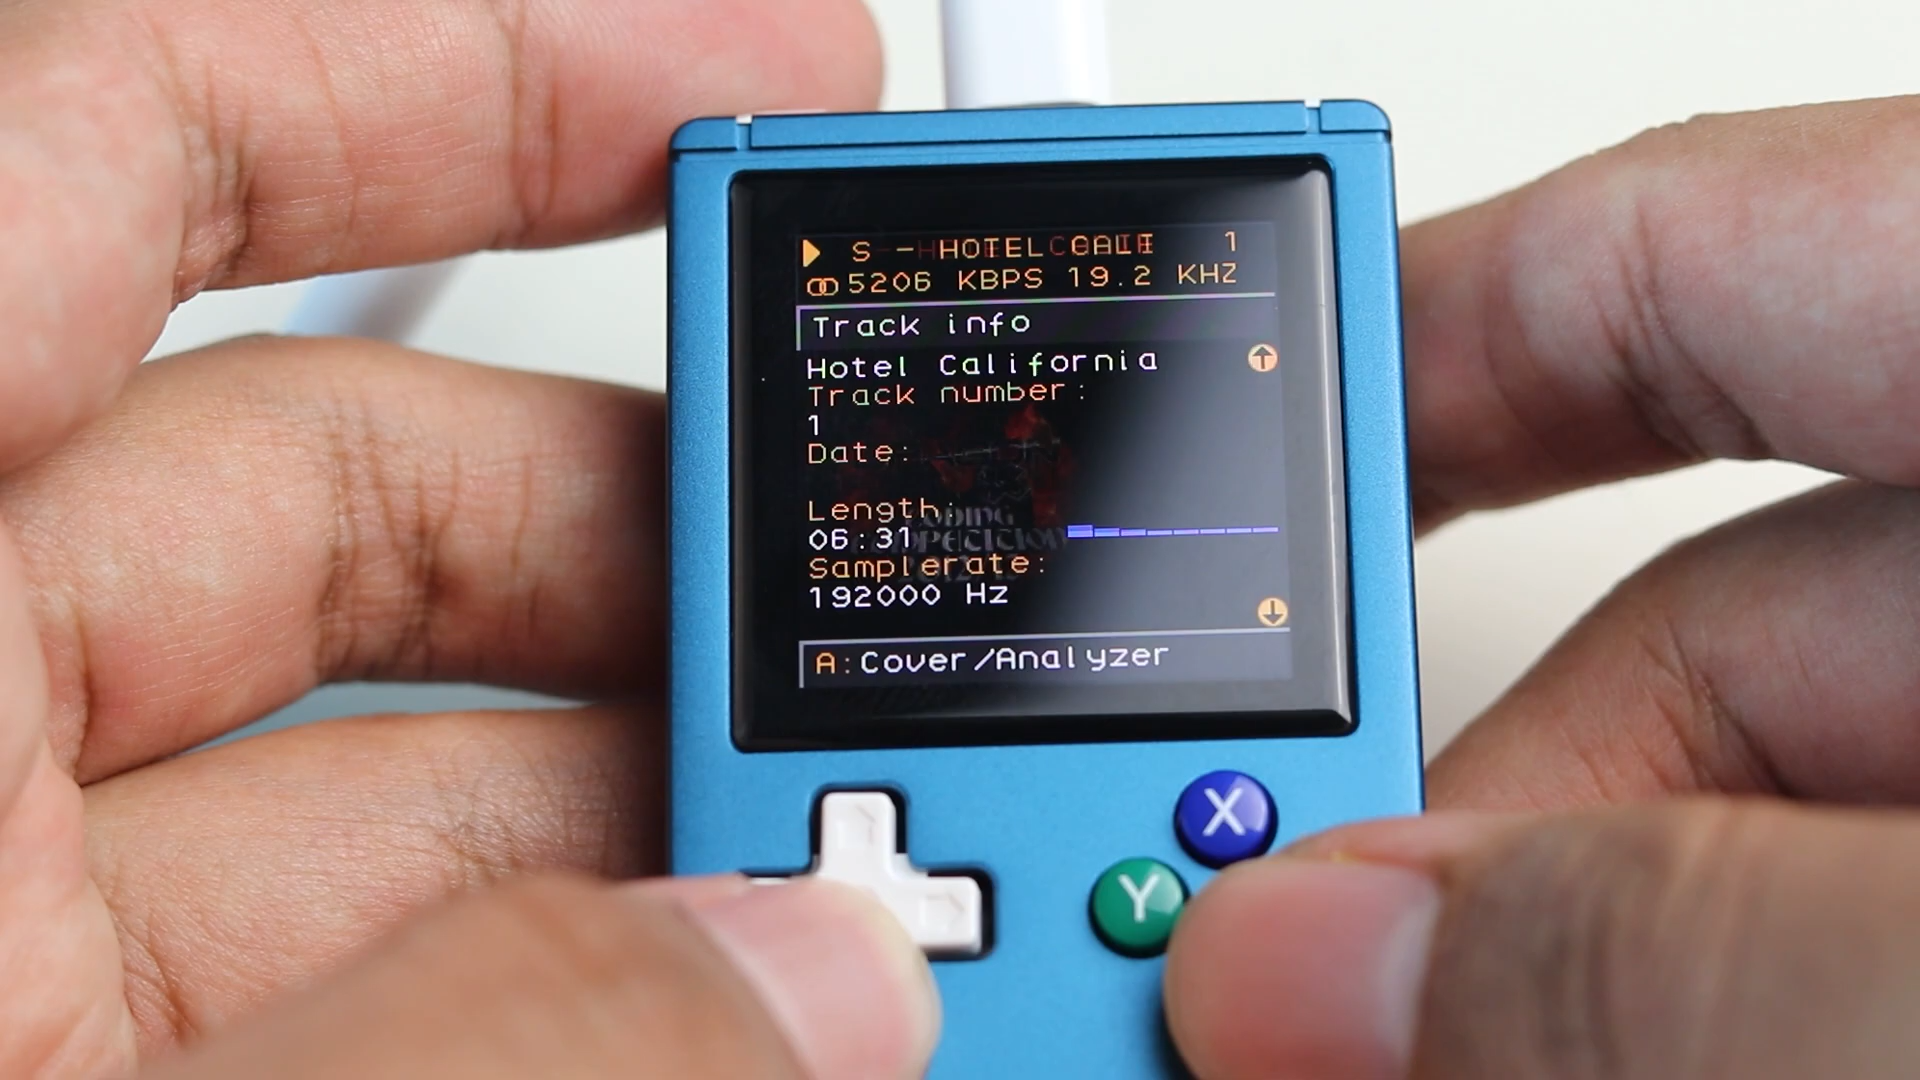 S - HOTEL CALI 1
5206 KBPS 19.2 KHZ
Track info
Hotel California
Track number:
1
Date:
Length:
06:31
Samplerate:
192000 Hz
A:Cover/Analyzer
X
Y